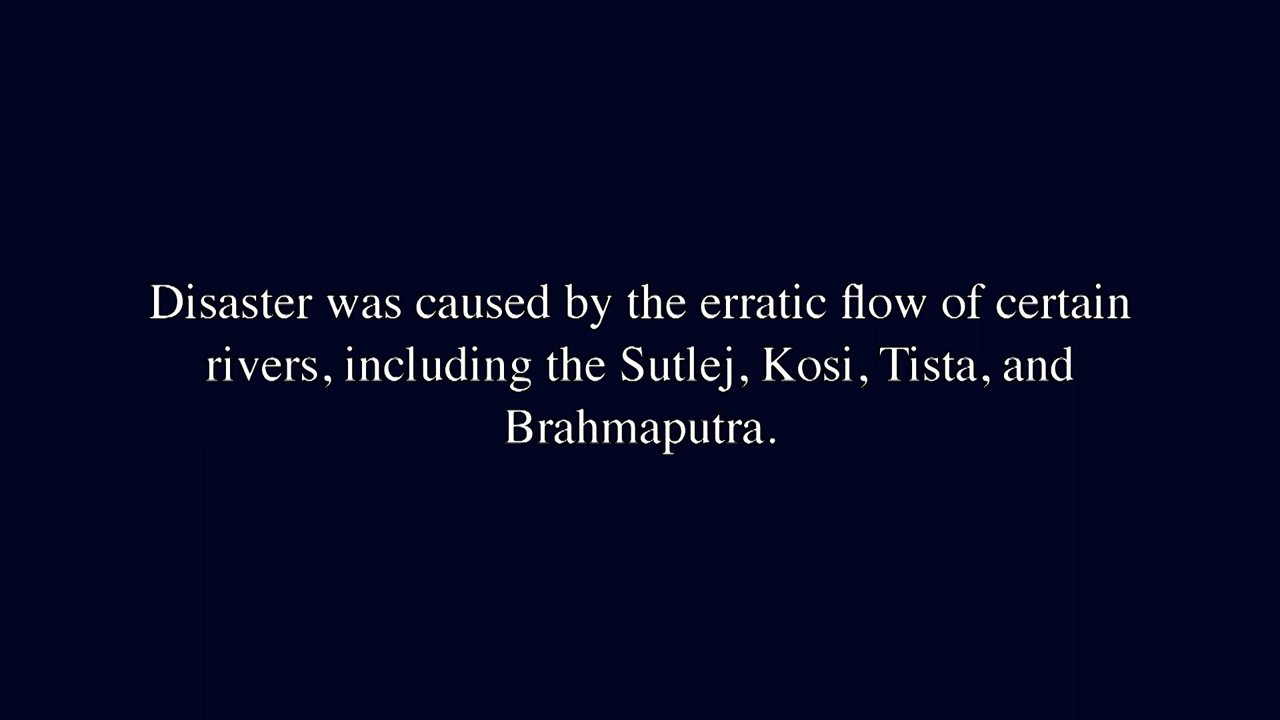 Disaster was caused by the erratic flow of certain
rivers, including the Sutlej, Kosi, Tista, and
Brahmaputra.